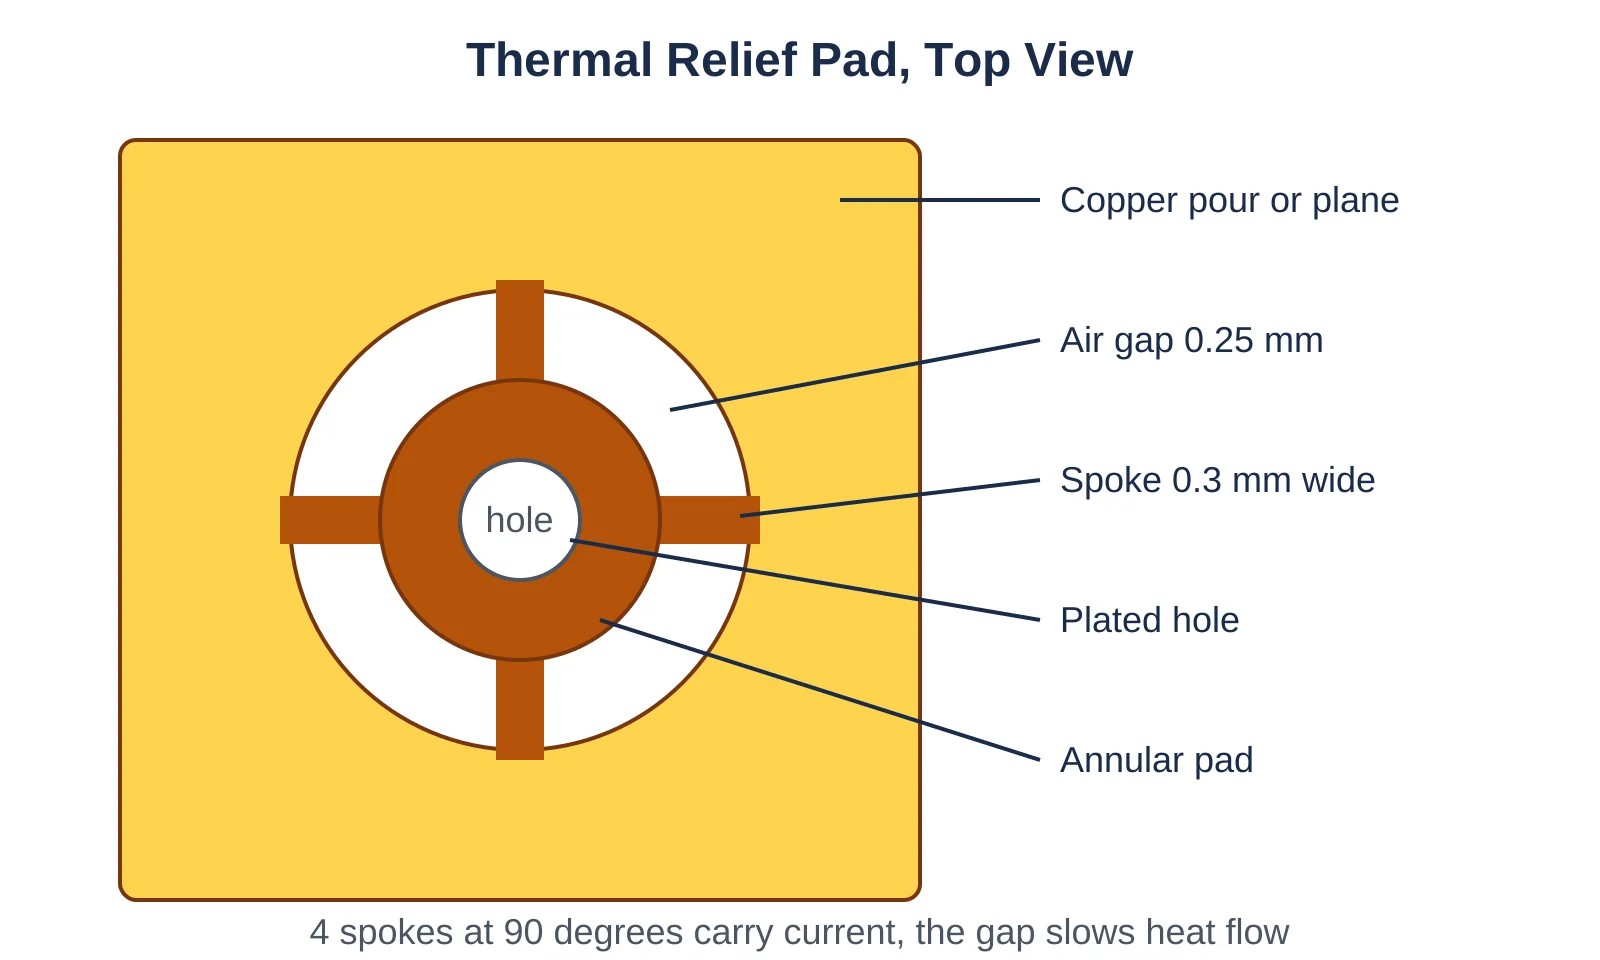 Thermal Relief Pad, Top View
Copper pour or plane
Air gap 0.25 mm
Spoke 0.3 mm wide
hole
Plated hole
Annular pad
4 spokes at 90 degrees carry current, the gap slows heat flow